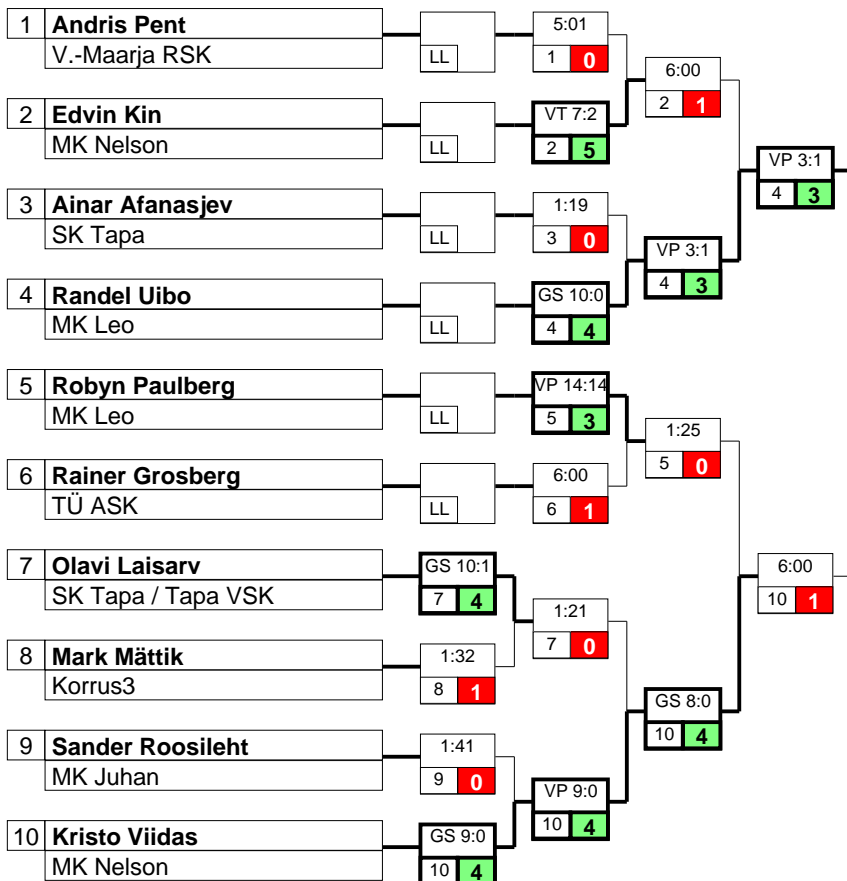 1 Andris Pent
V.-Maarja RSK
LL
5:01
1 0
6:00
2 1
2 Edvin Kin
MK Nelson
LL
VT 7:2
2 5
VP 3:1
4 3
3 Ainar Afanasjev
SK Tapa
LL
1:19
3 0
VP 3:1
4 3
4 Randel Uibo
MK Leo
LL
GS 10:0
4 4
5 Robyn Paulberg
MK Leo
LL
VP 14:14
5 3
1:25
5 0
6 Rainer Grosberg
TÜ ASK
LL
6:00
6 1
7 Olavi Laisarv
SK Tapa / Tapa VSK
GS 10:1
7 4
6:00
10 1
1:21
7 0
8 Mark Mättik
Korrus3
1:32
8 1
GS 8:0
10 4
9 Sander Roosileht
MK Juhan
1:41
9 0
VP 9:0
10 4
10 Kristo Viidas
MK Nelson
GS 9:0
10 4